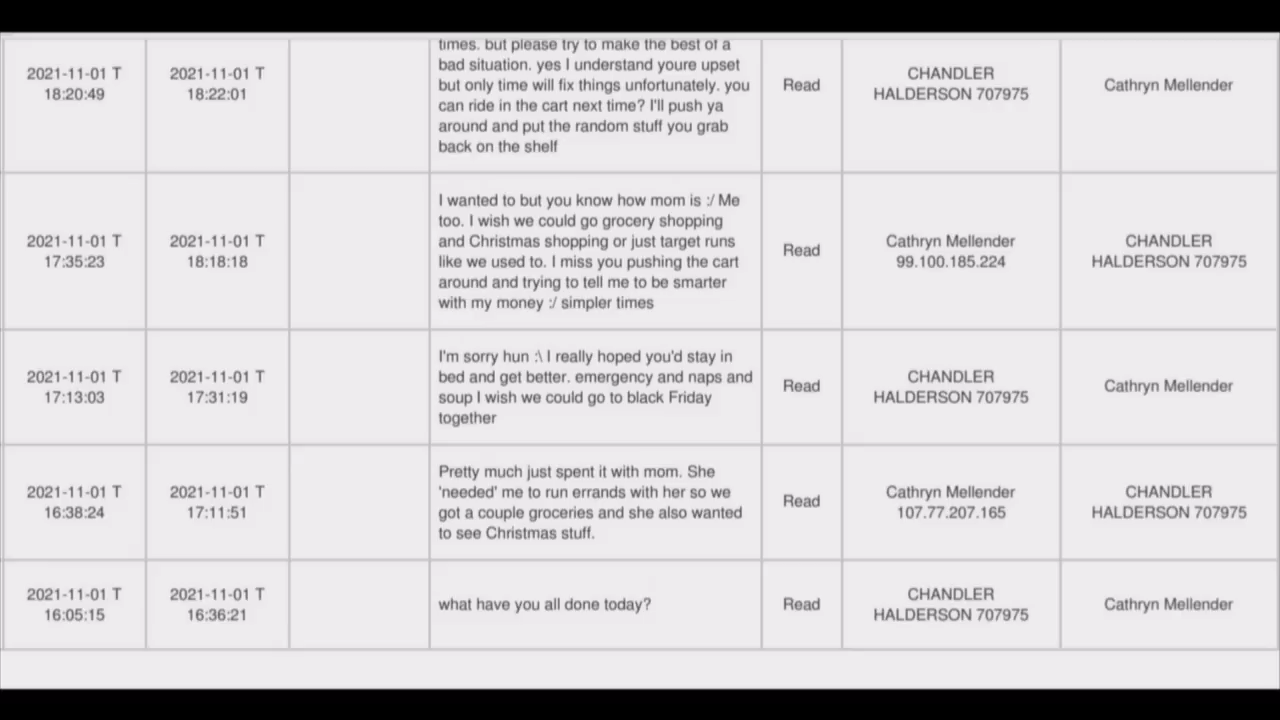 times. but please try to make the best of a
2021-11-01 T
18:20:49
2021-11-01 T
18:22:01
bad situation. yes I understand youre upset
but only time will fix things unfortunately. you
can ride in the cart next time? I'll push ya
around and put the random stuff you grab
back on the shelf
Read
CHANDLER
HALDERSON 707975
Cathryn Mellender
2021-11-01 T
17:35:23
2021-11-01 T
18:18:18
I wanted to but you know how mom is :/ Me
too. I wish we could go grocery shopping
and Christmas shopping or just target runs
like we used to. I miss you pushing the cart
around and trying to tell me to be smarter
with my money :/ simpler times
Read
Cathryn Mellender
99.100.185.224
CHANDLER
HALDERSON 707975
2021-11-01 T
17:13:03
2021-11-01 T
17:31:19
I'm sorry hun :\ I really hoped you'd stay in
bed and get better. emergency and naps and
soup I wish we could go to black Friday
together
Read
CHANDLER
HALDERSON 707975
Cathryn Mellender
2021-11-01 T
16:38:24
2021-11-01 T
17:11:51
Pretty much just spent it with mom. She
'needed' me to run errands with her so we
got a couple groceries and she also wanted
to see Christmas stuff.
Read
Cathryn Mellender
107.77.207.165
CHANDLER
HALDERSON 707975
2021-11-01 T
16:05:15
2021-11-01 T
16:36:21
what have you all done today?
Read
CHANDLER
HALDERSON 707975
Cathryn Mellender